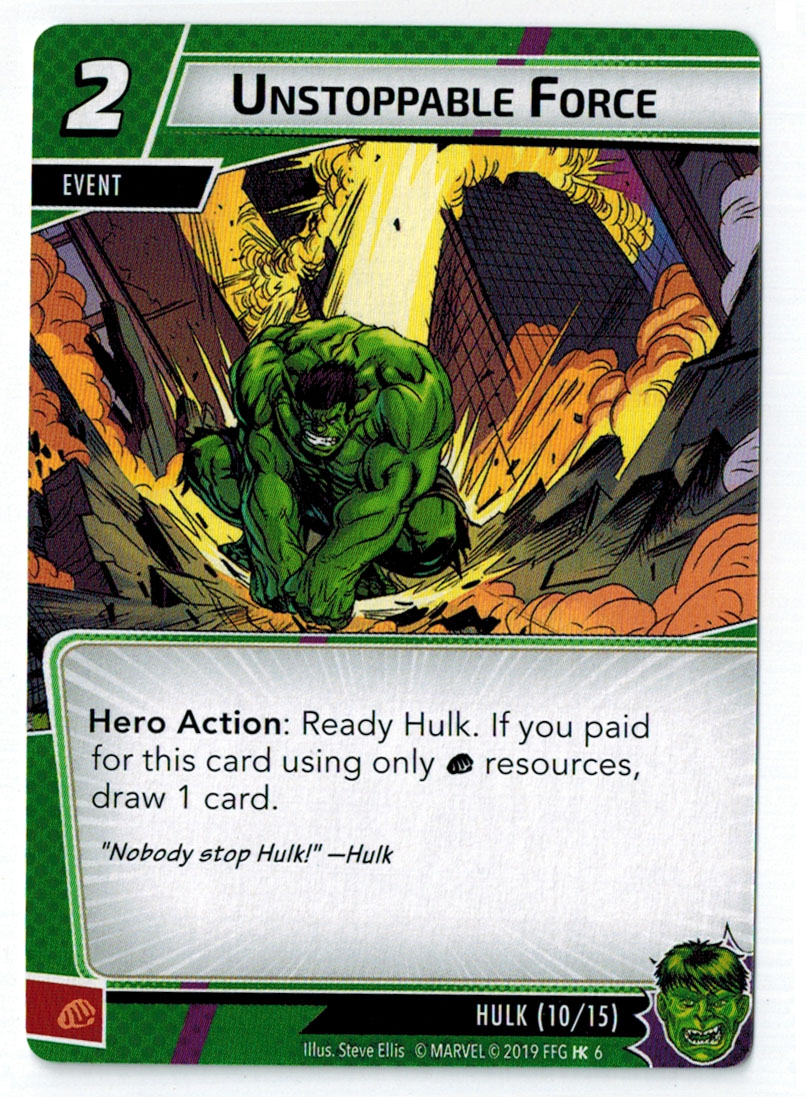 2
UNSTOPPABLE FORCE
EVENT
Hero Action: Ready Hulk. If you paid
for this card using only resources,
draw 1 card.
"Nobody stop Hulk!" —Hulk
HULK (10/15)
Illus. Steve Ellis © MARVEL © 2019 FFG HK 6